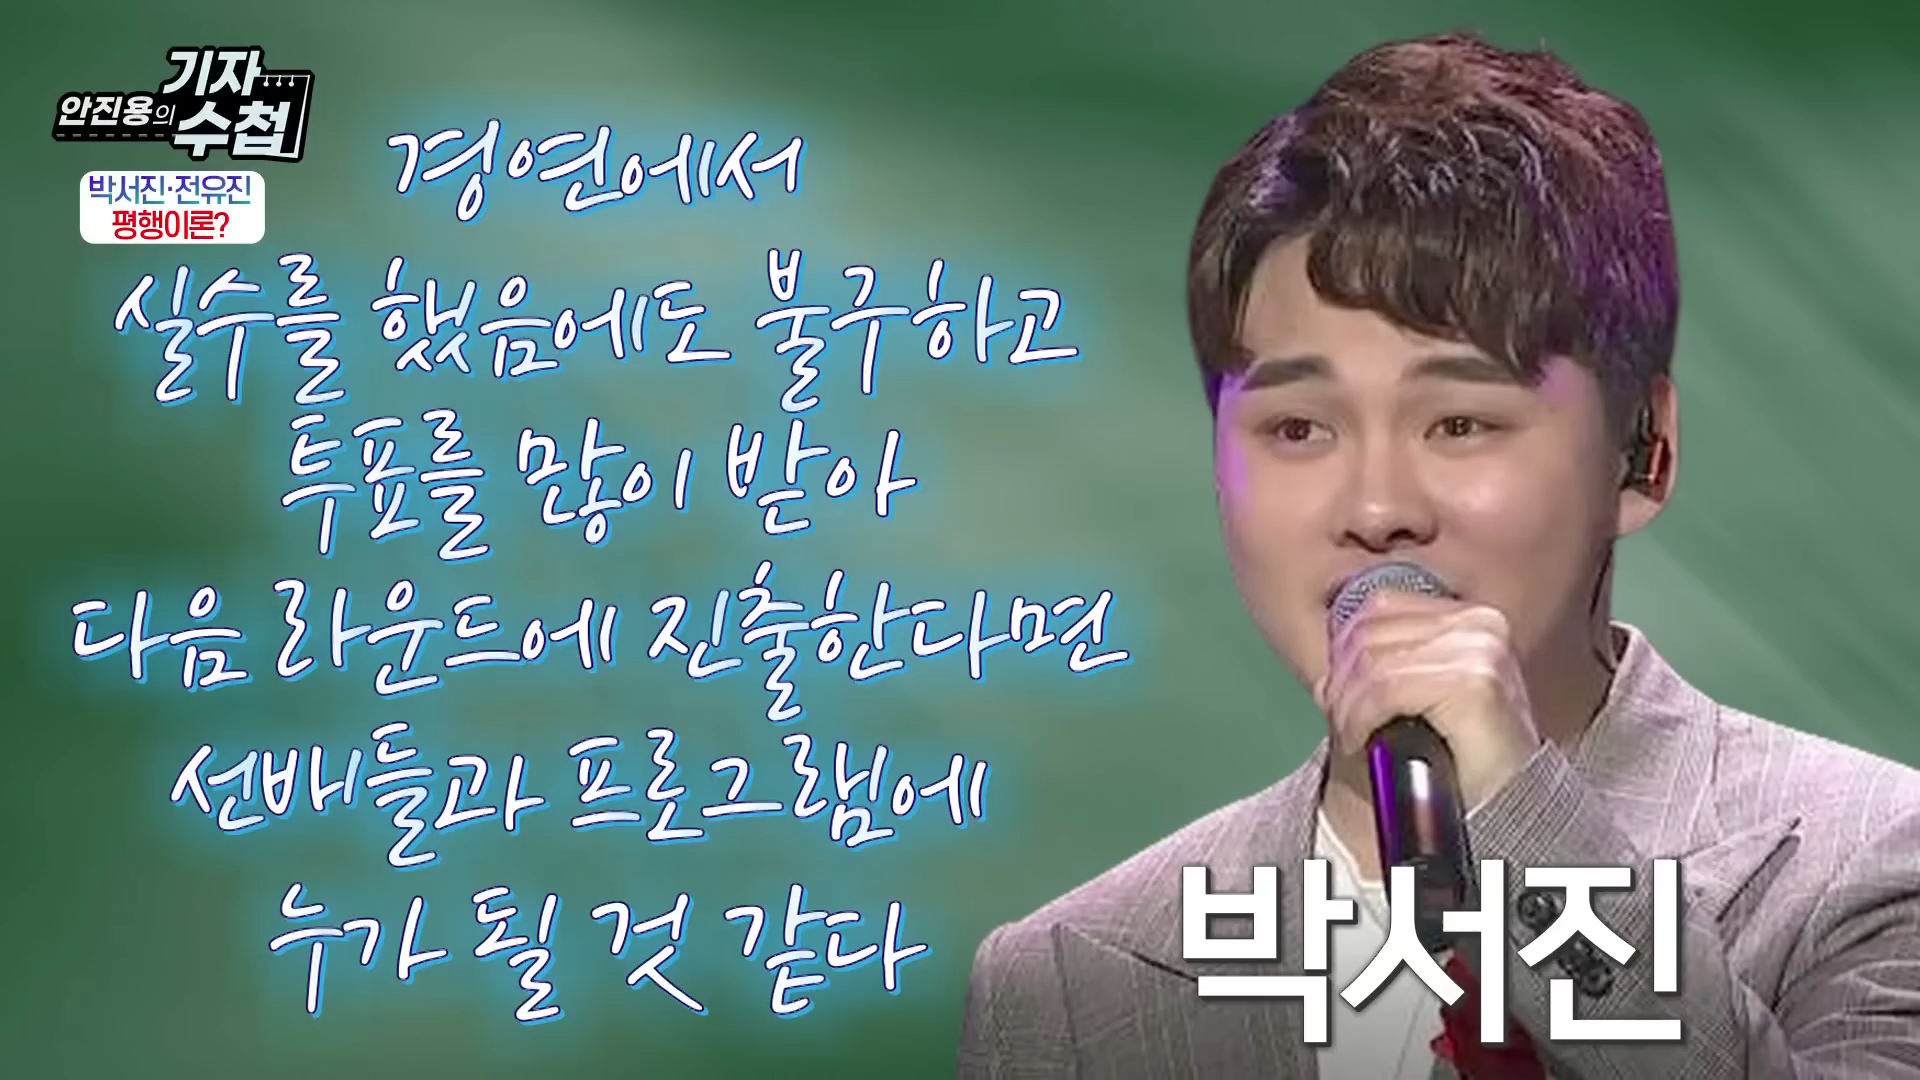 안진용의 기자수첩
박서진·전유진
평행이론?
경연에서
실수를 했음에도 불구하고
투표를 많이 받아
다음 라운드에 진출한다면
선배들과 프로그램에
누가 될 것 같다
박서진